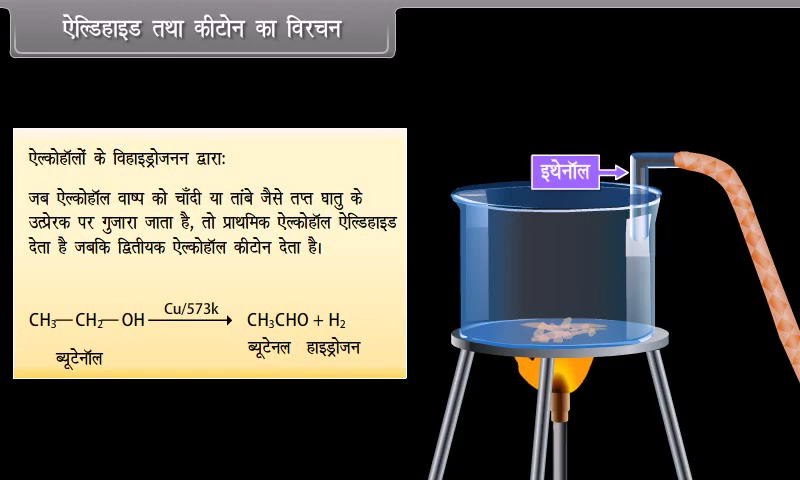 ऐल्डिहाइड तथा कीटोन का विरचन
ऐल्कोहॉलों के विहाइड्रोजनन द्वारा:
जब ऐल्कोहॉल वाष्प को चाँदी या तांबे जैसे तप्त घातु के
उत्प्रेरक पर गुजारा जाता है, तो प्राथमिक ऐल्कोहॉल ऐल्डिहाइड
देता है जबकि द्वितीयक ऐल्कोहॉल कीटोन देता है।
Cu/573k
CH₃—CH₂—OH ⟶ CH₃CHO + H₂
ब्यूटेनॉल ब्यूटेनल हाइड्रोजन
इथेनॉल